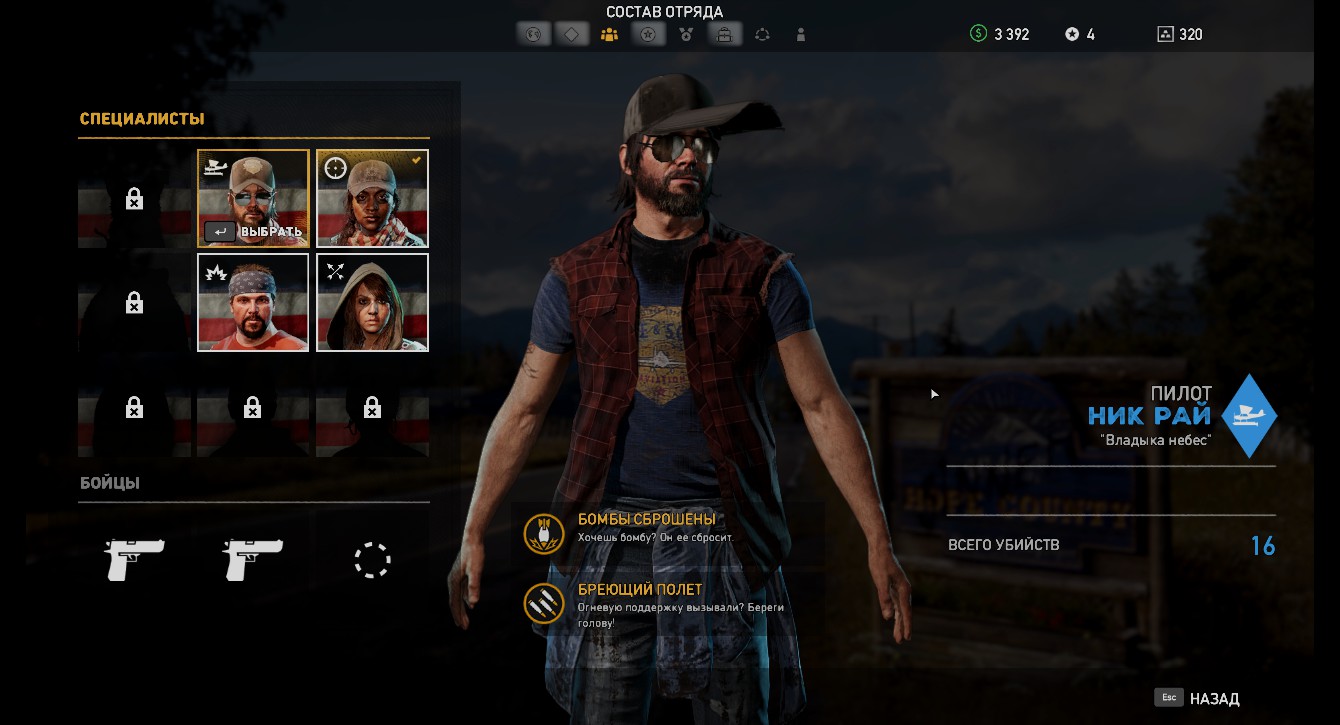 СОСТАВ ОТРЯДА
3 392
4
320
СПЕЦИАЛИСТЫ
ВЫБРАТЬ
БОЙЦЫ
ПИЛОТ
НИК РАЙ
"Владыка небес"
ВСЕГО УБИЙСТВ
16
БОМБЫ СБРОШЕНЫ
Хочешь бомбу? Он ее сбросит.
БРЕЮЩИЙ ПОЛЕТ
Огневую поддержку вызывали? Береги
голову!
Esc НАЗАД